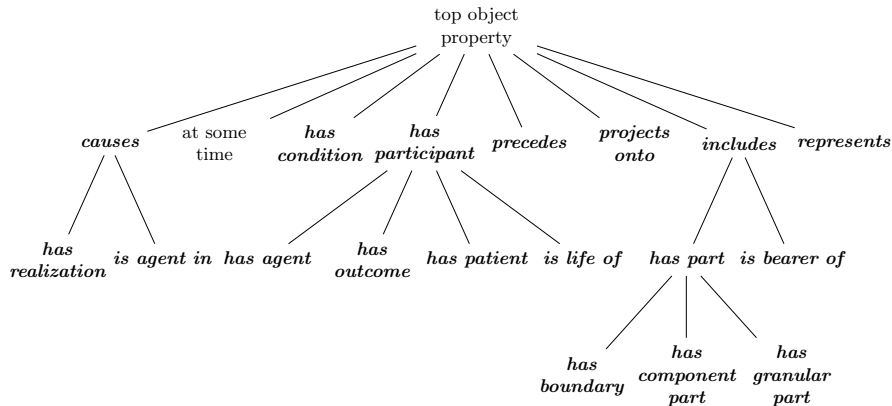 top object
property
causes
at some
time
has
condition
has
participant
precedes
projects
onto
includes
represents
has
realization
is agent in
has agent
has
outcome
has patient
is life of
has part
is bearer of
has
boundary
has
component
part
has
granular
part